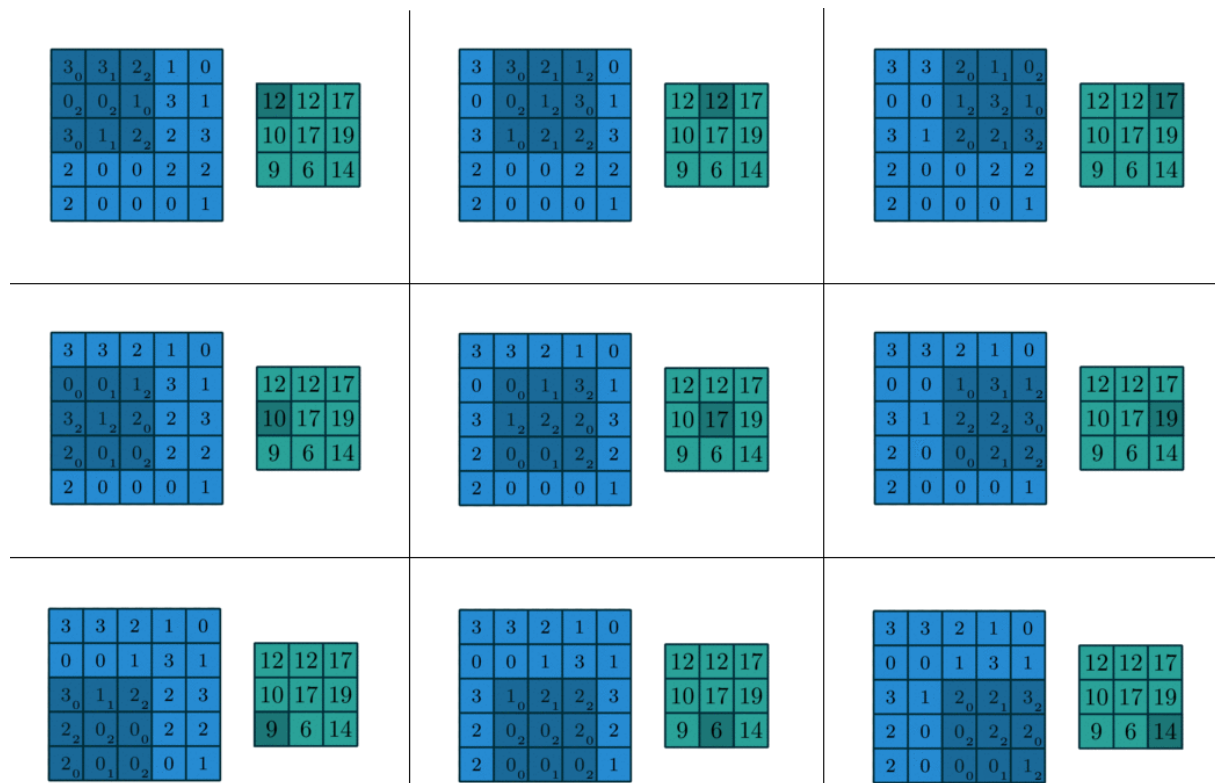 3₀ 3₁ 2₂ 1 0
0₂ 0₂ 1₀ 3 1
3₀ 1₁ 2₂ 2 3
2 0 0 2 2
2 0 0 0 1
12 12 17
10 17 19
9 6 14
3 3₀ 2₁ 1₂ 0
0 0₂ 1₂ 3₀ 1
3 1₀ 2₁ 2₂ 3
2 0 0 2 2
2 0 0 0 1
12 12 17
10 17 19
9 6 14
3 3 2₀ 1₁ 0₂
0 0 1₂ 3₂ 1₀
3 1 2₀ 2₁ 3₂
2 0 0 2 2
2 0 0 0 1
12 12 17
10 17 19
9 6 14
3 3 2 1 0
0₀ 0₁ 1₂ 3 1
3₂ 1₂ 2₀ 2 3
2₀ 0₁ 0₂ 2 2
2 0 0 0 1
12 12 17
10 17 19
9 6 14
3 3 2 1 0
0 0₀ 1₁ 3₂ 1
3 1₂ 2₂ 2₀ 3
2 0₀ 0₁ 2₂ 2
2 0 0 0 1
12 12 17
10 17 19
9 6 14
3 3 2 1 0
0 0 1₀ 3₁ 1₂
3 1 2₂ 2₂ 3₀
2 0 0₀ 2₁ 2₂
2 0 0 0 1
12 12 17
10 17 19
9 6 14
3 3 2 1 0
0 0 1 3 1
3₀ 1₁ 2₂ 2 3
2₂ 0₂ 0₀ 2 2
2₀ 0₁ 0₂ 0 1
12 12 17
10 17 19
9 6 14
3 3 2 1 0
0 0 1 3 1
3 1₀ 2₁ 2₂ 3
2 0₂ 0₂ 2₀ 2
2 0₀ 0₁ 0₂ 1
12 12 17
10 17 19
9 6 14
3 3 2 1 0
0 0 1 3 1
3 1 2₀ 2₁ 3₂
2 0 0₂ 2₂ 2₀
2 0 0₀ 0₁ 1₂
12 12 17
10 17 19
9 6 14